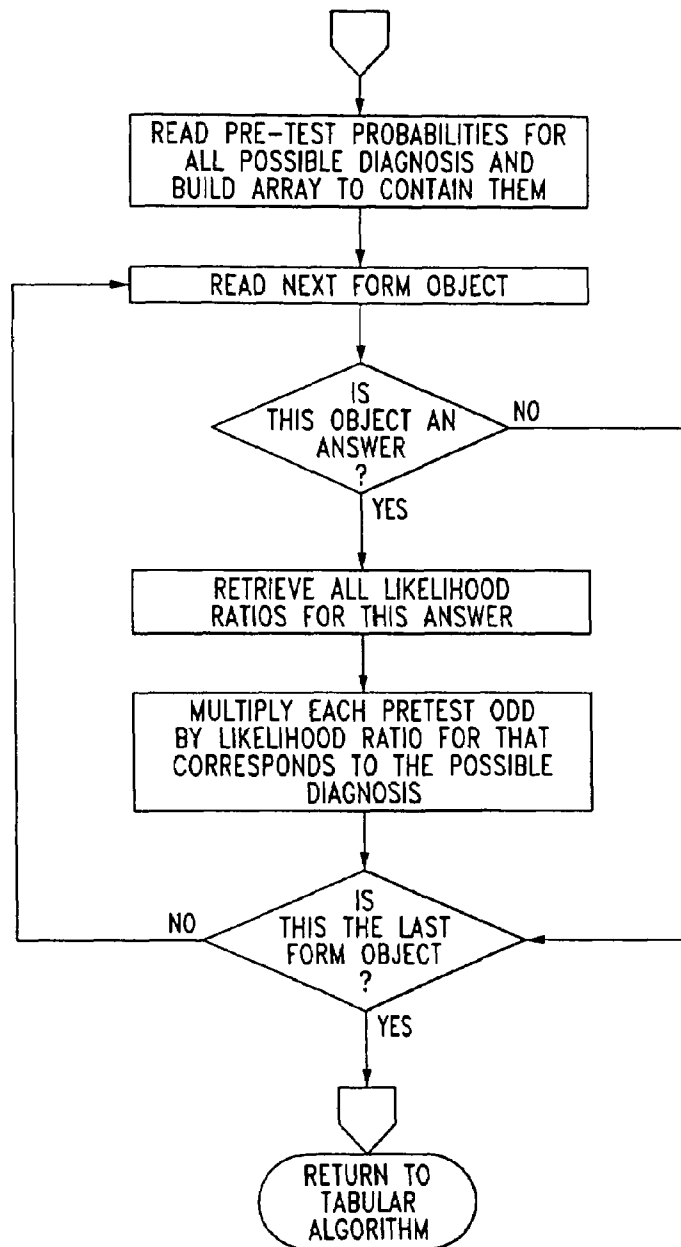 READ PRE-TEST PROBABILITIES FOR
ALL POSSIBLE DIAGNOSIS AND
BUILD ARRAY TO CONTAIN THEM
READ NEXT FORM OBJECT
IS
THIS OBJECT AN
ANSWER
?
NO
YES
RETRIEVE ALL LIKELIHOOD
RATIOS FOR THIS ANSWER
MULTIPLY EACH PRETEST ODD
BY LIKELIHOOD RATIO FOR THAT
CORRESPONDS TO THE POSSIBLE
DIAGNOSIS
IS
THIS THE LAST
FORM OBJECT
?
NO
YES
RETURN TO
TABULAR
ALGORITHM